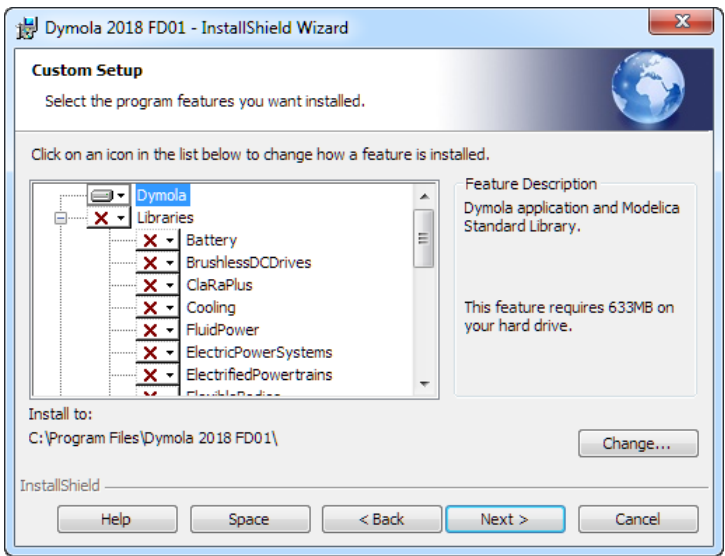 Dymola 2018 FD01 - InstallShield Wizard
Custom Setup
Select the program features you want installed.
Click on an icon in the list below to change how a feature is installed.
Dymola
Libraries
Battery
BrushlessDCDrives
ClaRaPlus
Cooling
FluidPower
ElectricPowerSystems
ElectrifiedPowertrains
Feature Description
Dymola application and Modelica
Standard Library.
This feature requires 633MB on
your hard drive.
Install to:
C:\Program Files\Dymola 2018 FD01\
Change...
InstallShield
Help
Space
< Back
Next >
Cancel